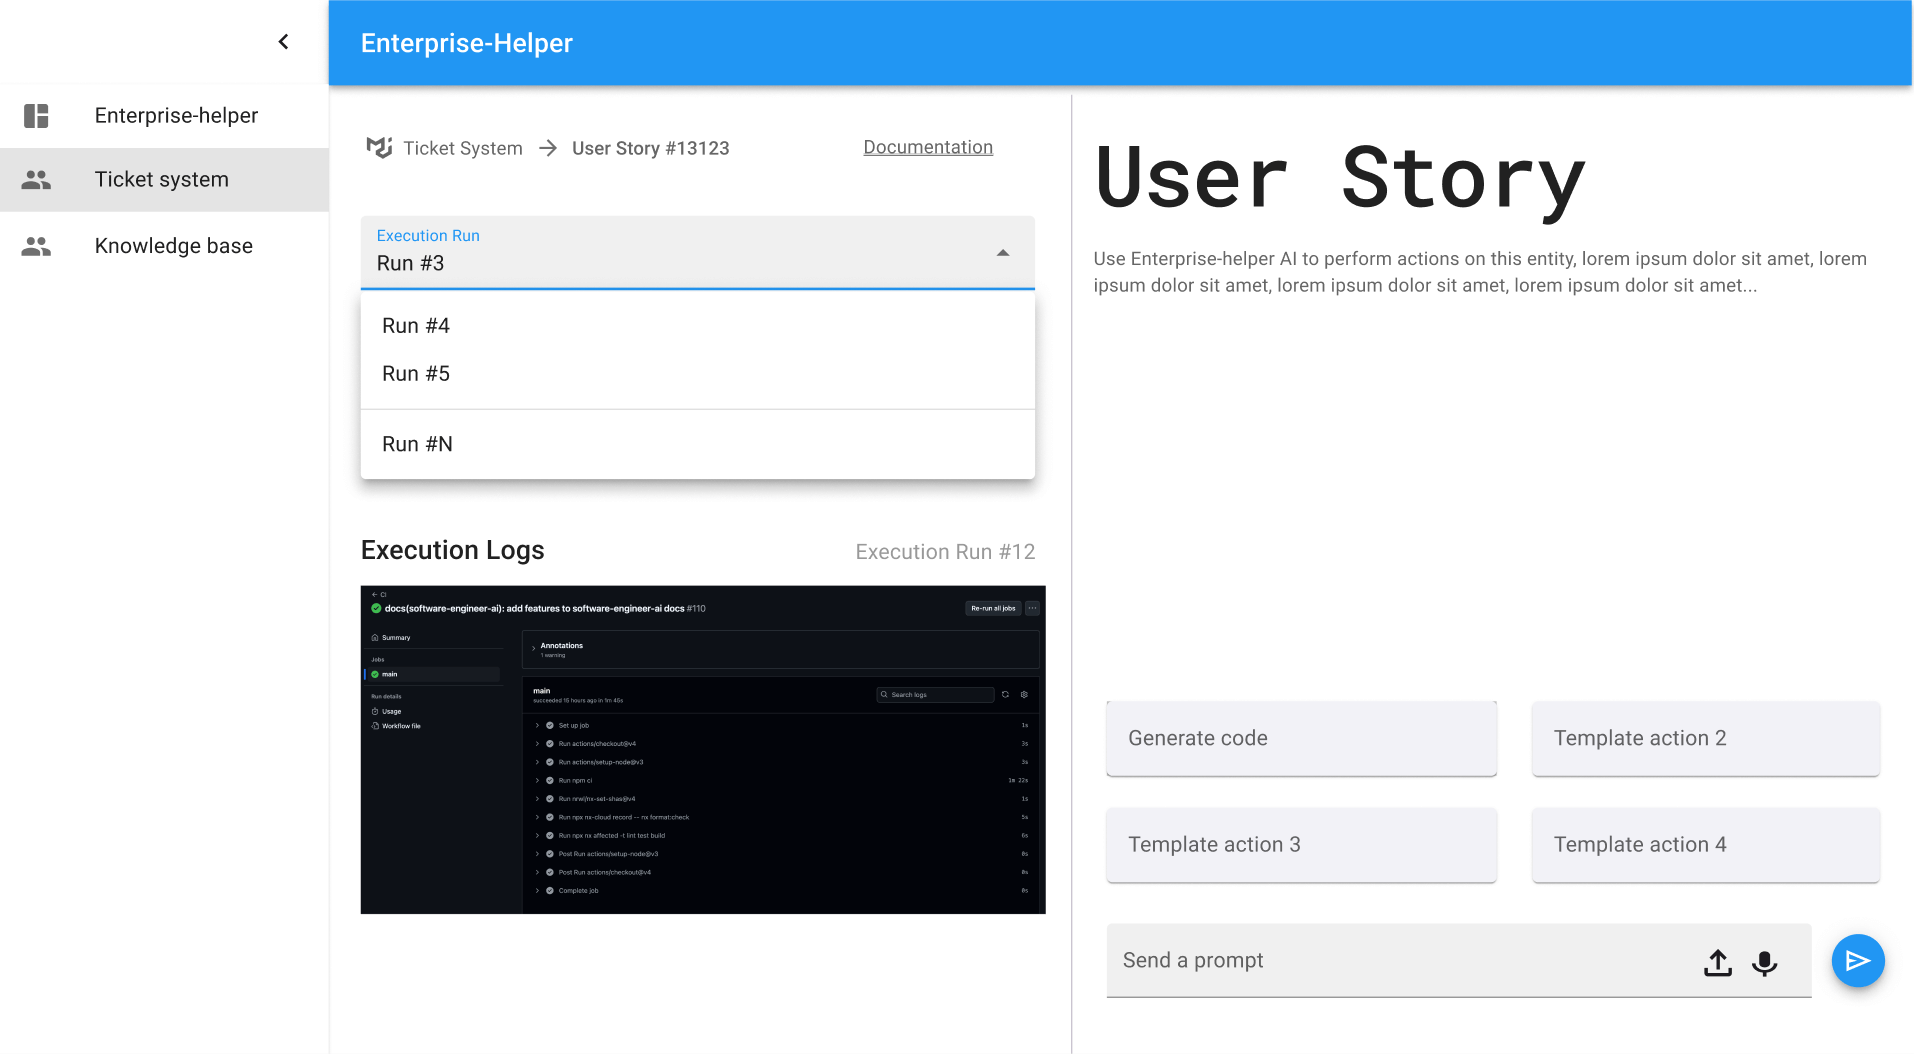 Enterprise-Helper
Enterprise-helper
Ticket system
Knowledge base
Ticket System → User Story #13123
Documentation
Execution Run
Run #3
Run #4
Run #5
Run #N
Execution Logs
Execution Run #12
← CI
docs(software-engineer-ai): add features to software-engineer-ai docs #110
Re-run all jobs
Summary
Jobs
main
Run details
Usage
Workflow file
Annotations
1 warning
main
succeeded 15 hours ago in 1m 45s
Search logs
Set up job 1s
Run actions/checkout@v4 3s
Run actions/setup-node@v3 3s
Run npm ci 1m 22s
Run nrwl/nx-set-shas@v4 1s
Run npx nx-cloud record -- nx format:check 5s
Run npx nx affected -t lint test build 6s
Post Run actions/setup-node@v3 0s
Post Run actions/checkout@v4 0s
Complete job 0s
User Story
Use Enterprise-helper AI to perform actions on this entity, lorem ipsum dolor sit amet, lorem
ipsum dolor sit amet, lorem ipsum dolor sit amet, lorem ipsum dolor sit amet...
Generate code
Template action 2
Template action 3
Template action 4
Send a prompt